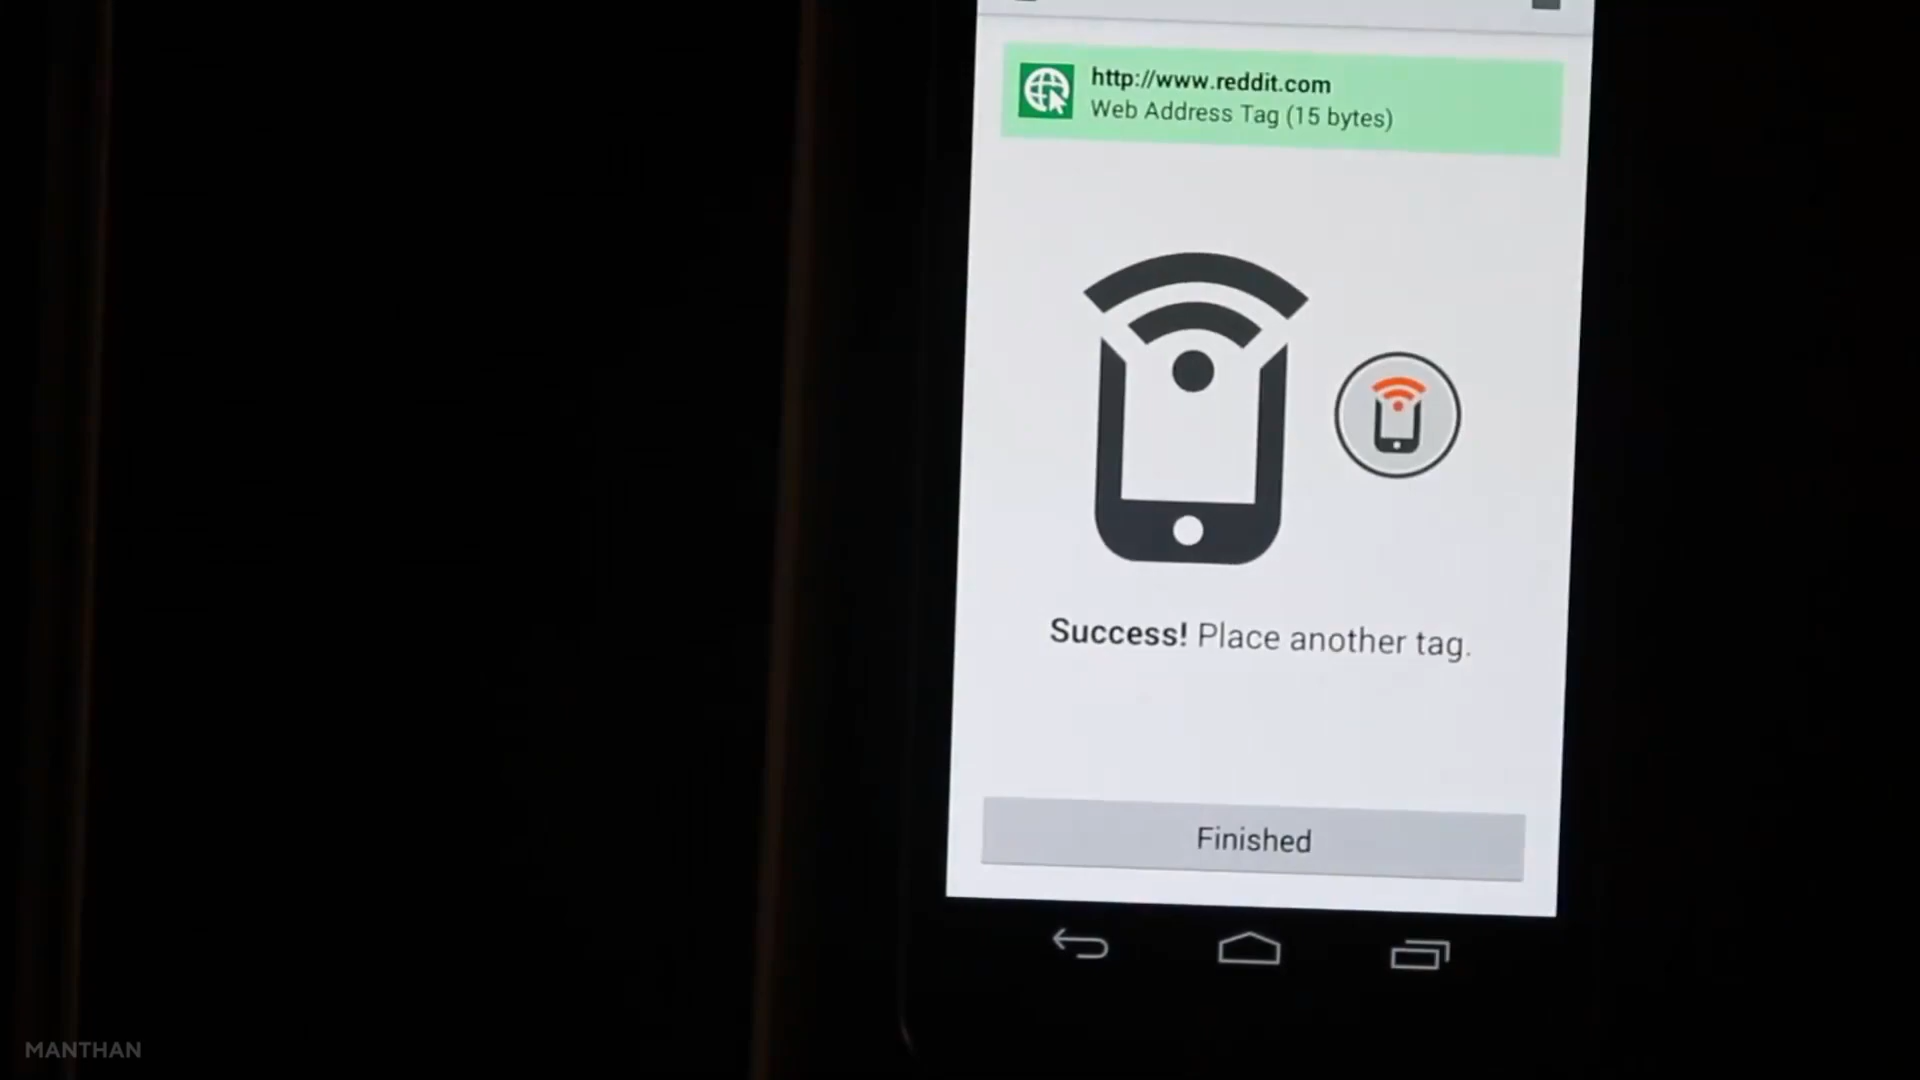 http://www.reddit.com
Web Address Tag (15 bytes)
Success! Place another tag.
Finished
MANTHAN